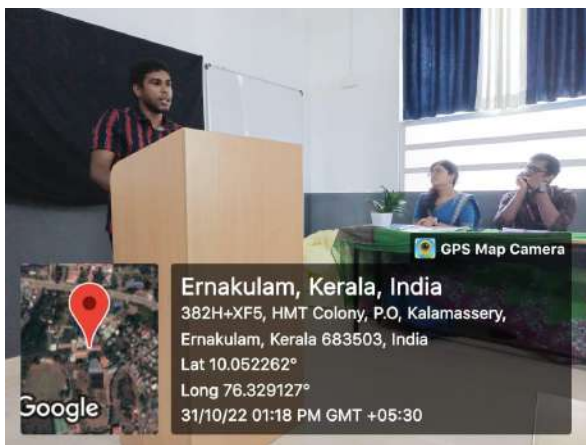 GPS Map Camera
Ernakulam, Kerala, India
382H+XF5, HMT Colony, P.O, Kalamassery,
Ernakulam, Kerala 683503, India
Lat 10.052262°
Long 76.329127°
31/10/22 01:18 PM GMT +05:30
Google